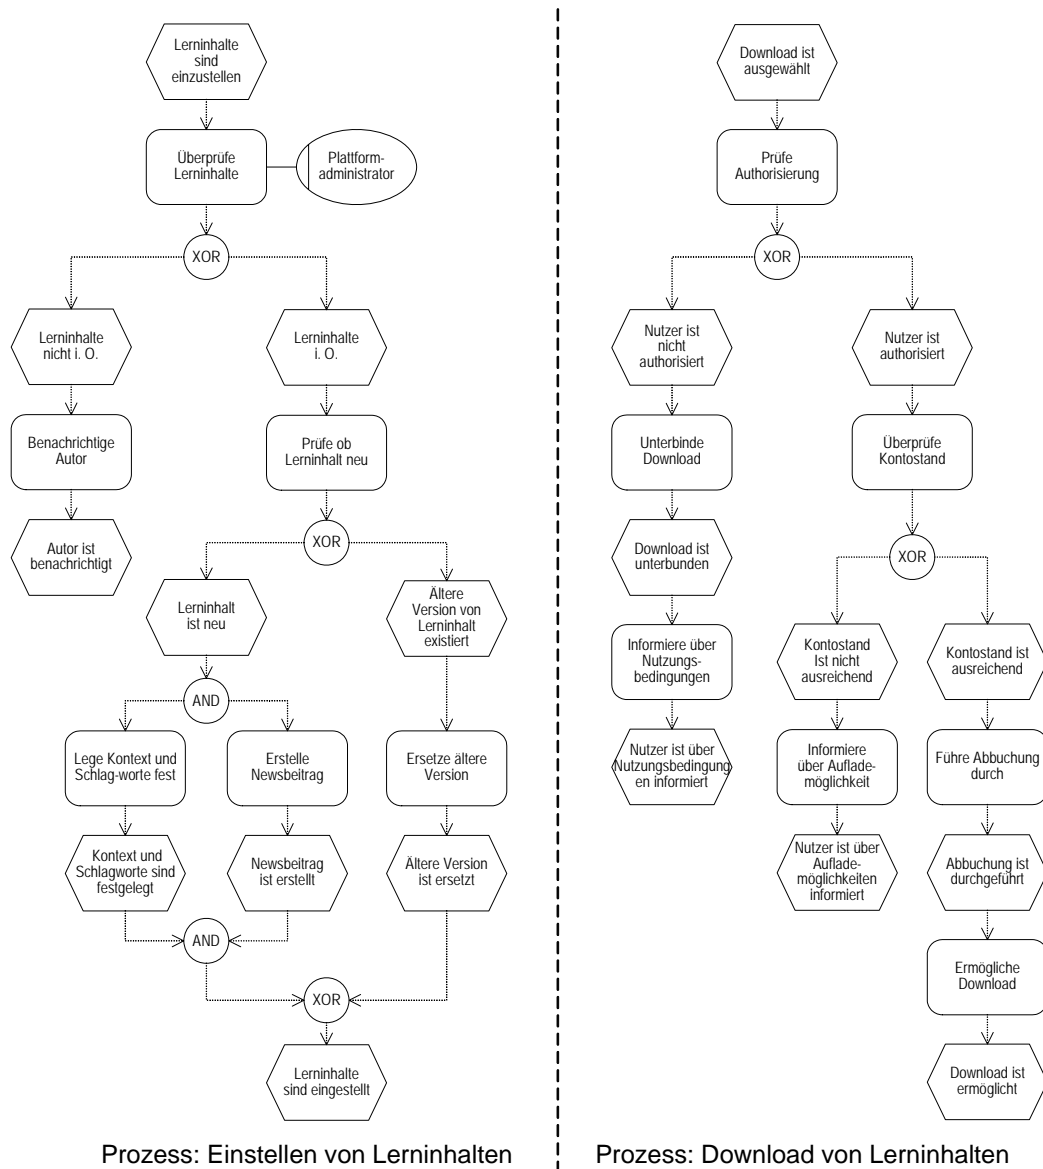 Lerninhalte
sind
einzustellen
Überprüfe
Lerninhalte
Plattform-
administrator
XOR
Lerninhalte
nicht i. O.
Lerninhalte
i. O.
Benachrichtige
Autor
Prüfe ob
Lerninhalt neu
Autor ist
benachrichtigt
XOR
Lerninhalt
ist neu
Ältere
Version von
Lerninhalt
existiert
AND
Lege Kontext und
Schlag-worte fest
Erstelle
Newsbeitrag
Ersetze ältere
Version
Kontext und
Schlagworte sind
festgelegt
Newsbeitrag
ist erstellt
Ältere Version
ist ersetzt
AND
XOR
Lerninhalte
sind eingestellt
Prozess: Einstellen von Lerninhalten
Download ist
ausgewählt
Prüfe
Authorisierung
XOR
Nutzer ist
nicht
authorisiert
Nutzer ist
authorisiert
Unterbinde
Download
Überprüfe
Kontostand
Download ist
unterbunden
XOR
Informiere über
Nutzungs-
bedingungen
Kontostand
Ist nicht
ausreichend
Kontostand ist
ausreichend
Nutzer ist über
Nutzungsbedingung
en informiert
Informiere
über Auflade-
möglichkeit
Führe Abbuchung
durch
Nutzer ist über
Auflade-
möglichkeiten
informiert
Abbuchung ist
durchgeführt
Ermögliche
Download
Download ist
ermöglicht
Prozess: Download von Lerninhalten